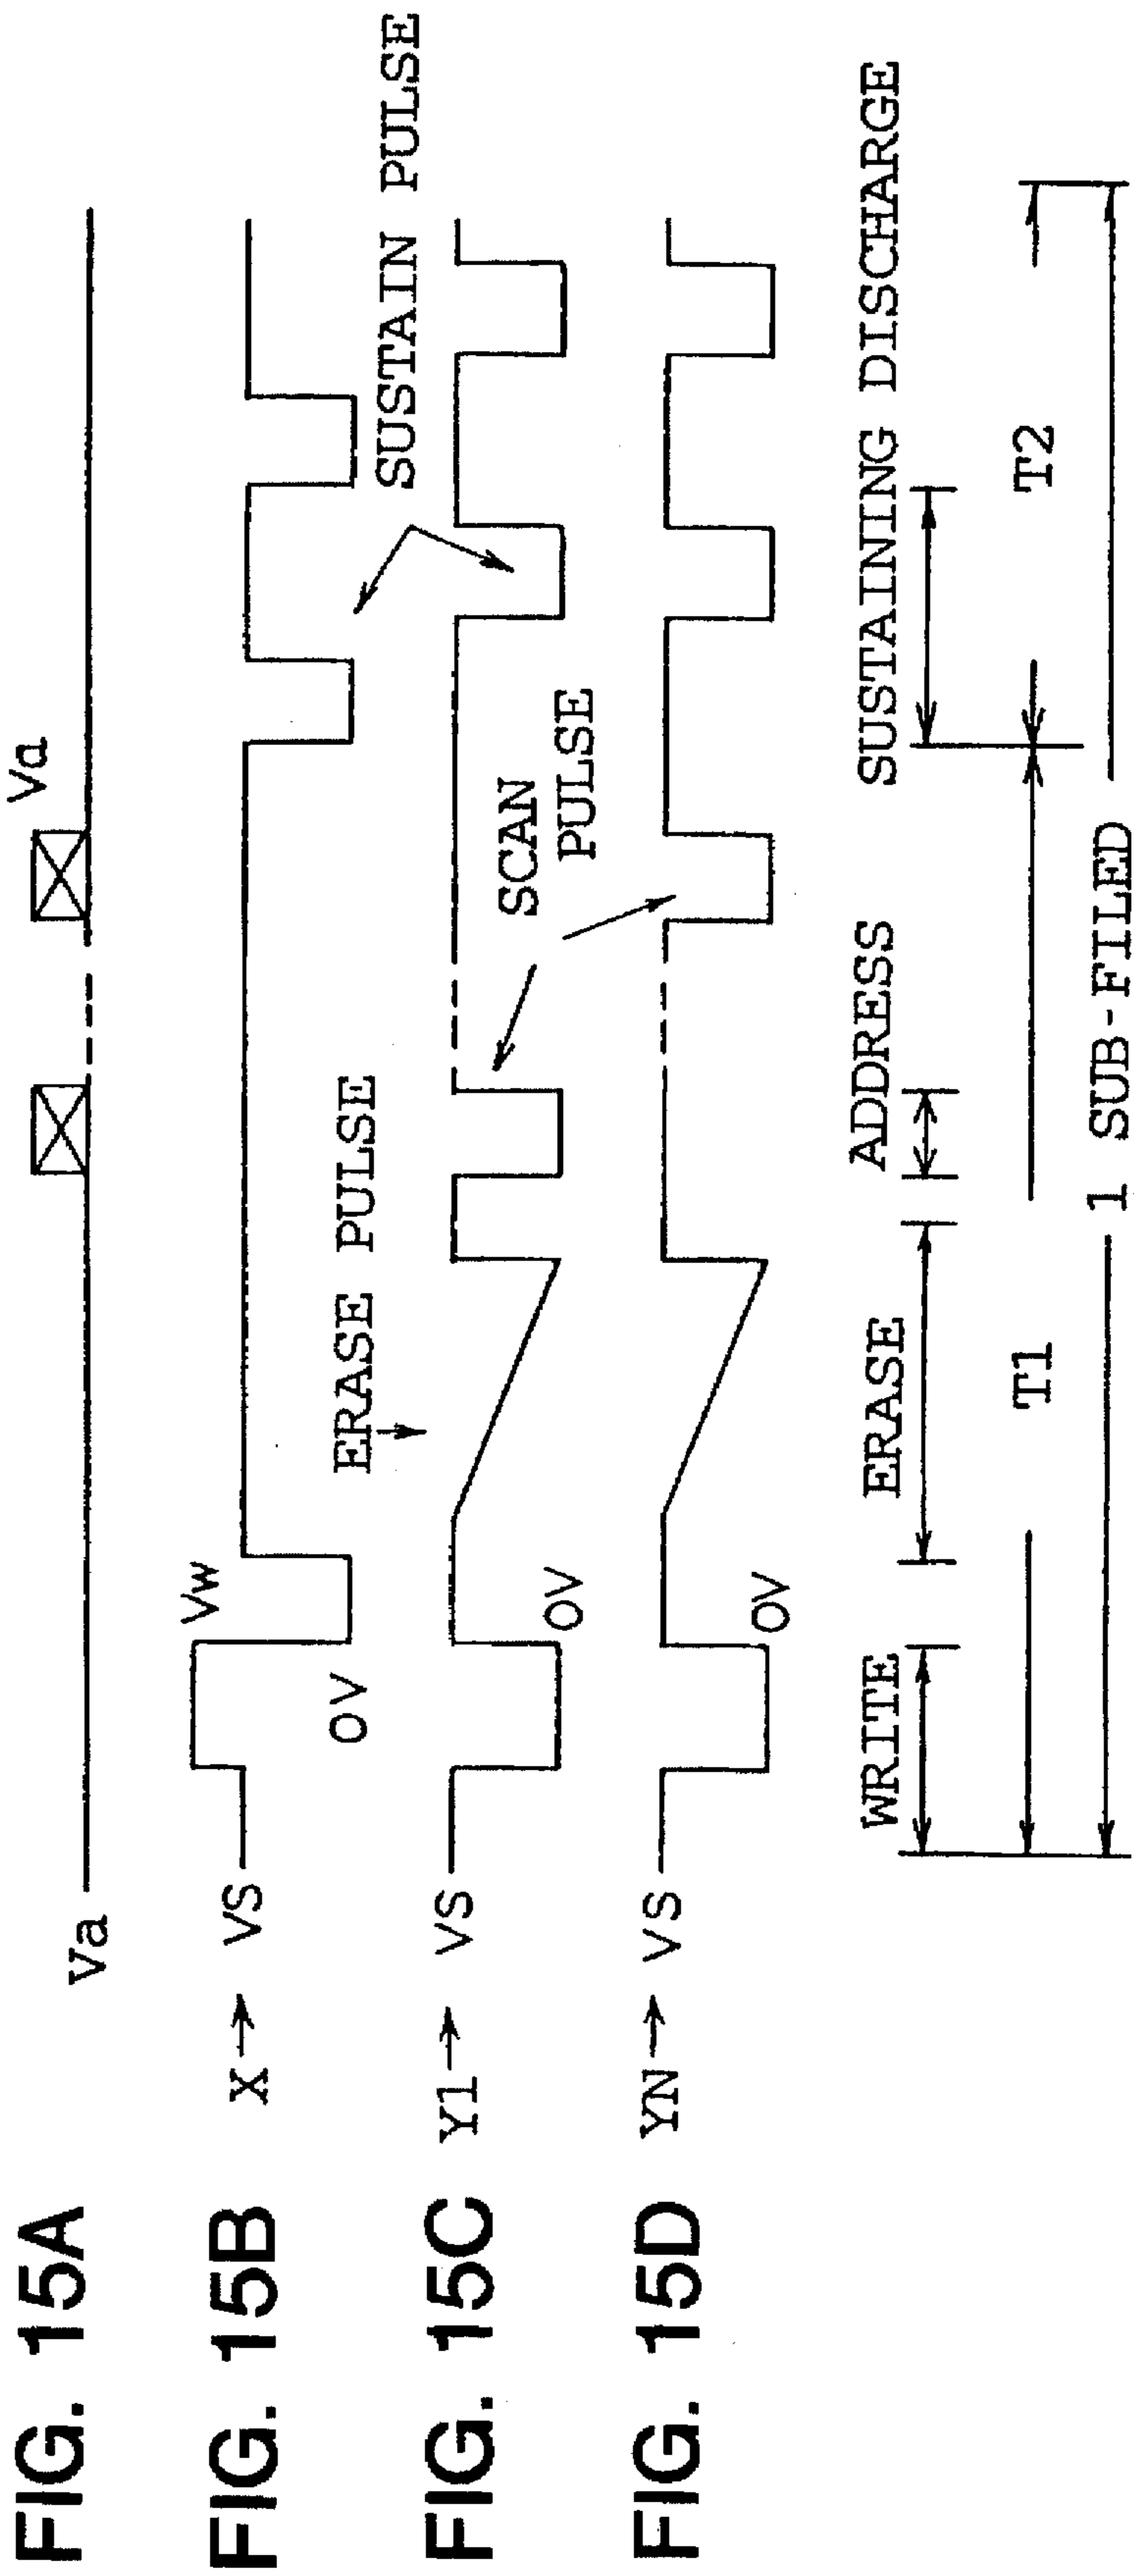 FIG. 15A
Va
Va
FIG. 15B
X
VS
Vw
0V
SUSTAIN PULSE
FIG. 15C
Y1
VS
0V
ERASE PULSE
SCAN
PULSE
FIG. 15D
YN
VS
0V
WRITE
ERASE
ADDRESS
SUSTAINING DISCHARGE
T1
T2
1 SUB-FILED